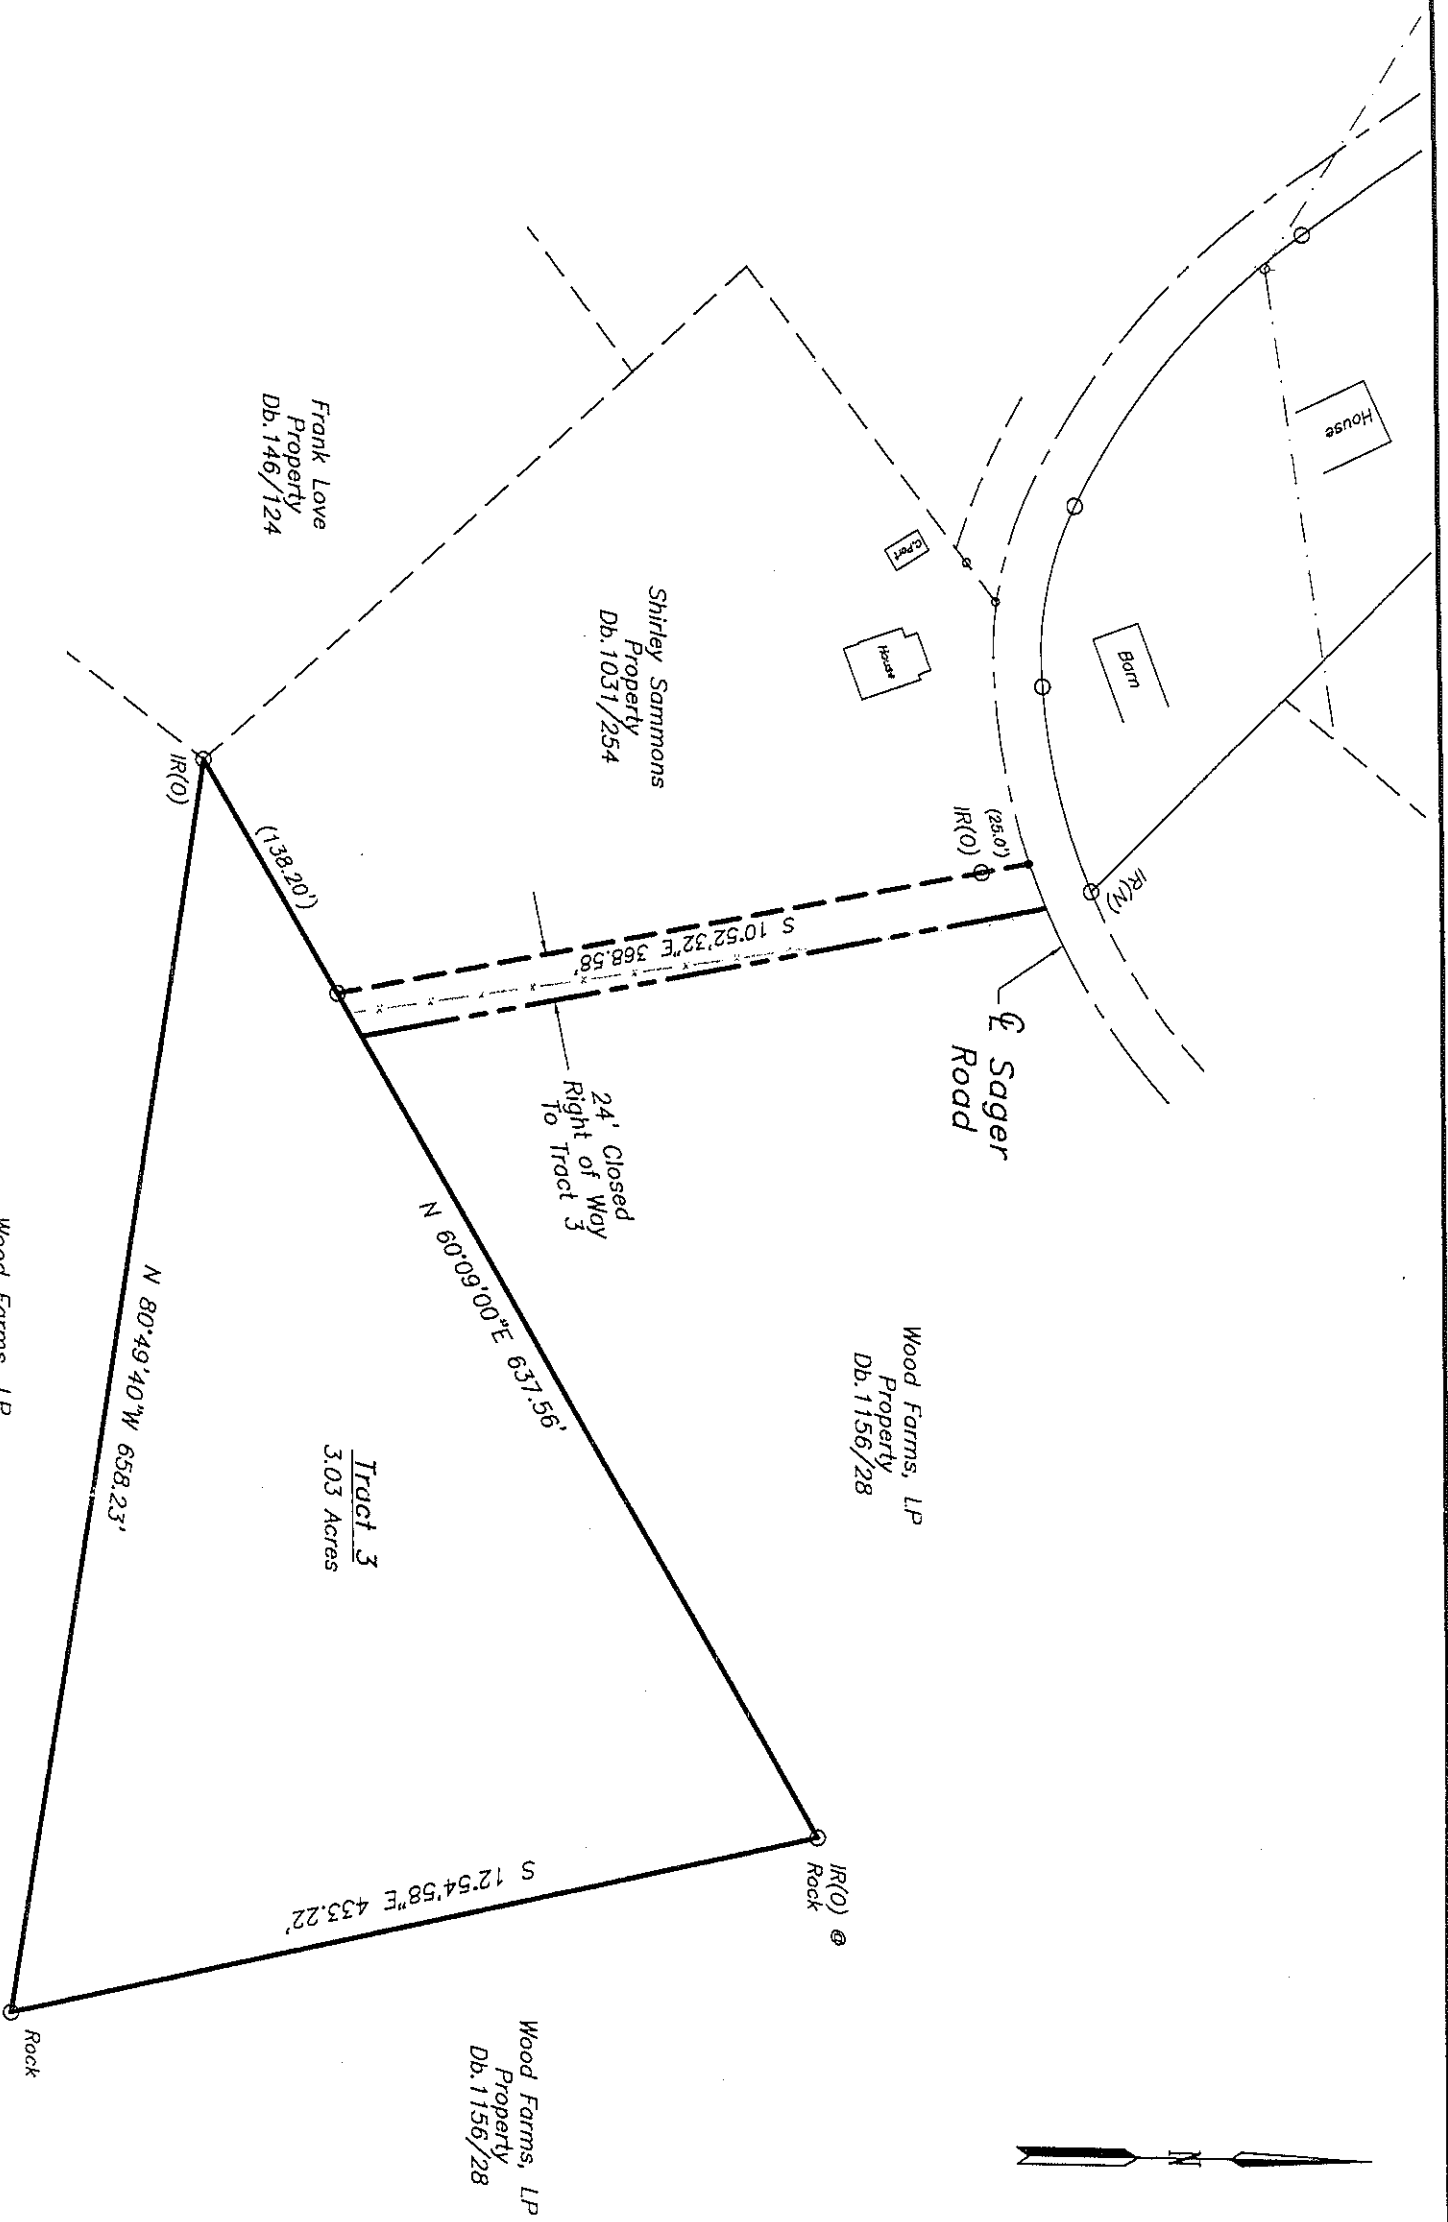 House
Barn
C.Port
House
IR(N)
(25.0')
IR(O)
℄ Sager
Road
Shirley Sammons
Property
Db.1031/254
Frank Love
Property
Db.146/124
S 10°52'32"E 368.58'
24' Closed
Right of Way
To Tract 3
Wood Farms, LP
Property
Db.1156/28
IR(O)
(138.20')
N 60°09'00"E 637.56'
Tract 3
3.03 Acres
N 80°49'40"W 658.23'
IR(O) @
Rock
S 12°54'58"E 433.22'
Rock
Wood Farms, LP
Property
Db.1156/28
Wood Farms, LP
N